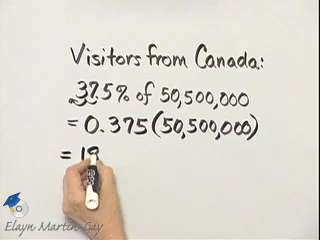 Visitors from Canada:
37.5% of 50,500,000
= 0.375(50,500,000)
= 18
Elayn Martin-Gay